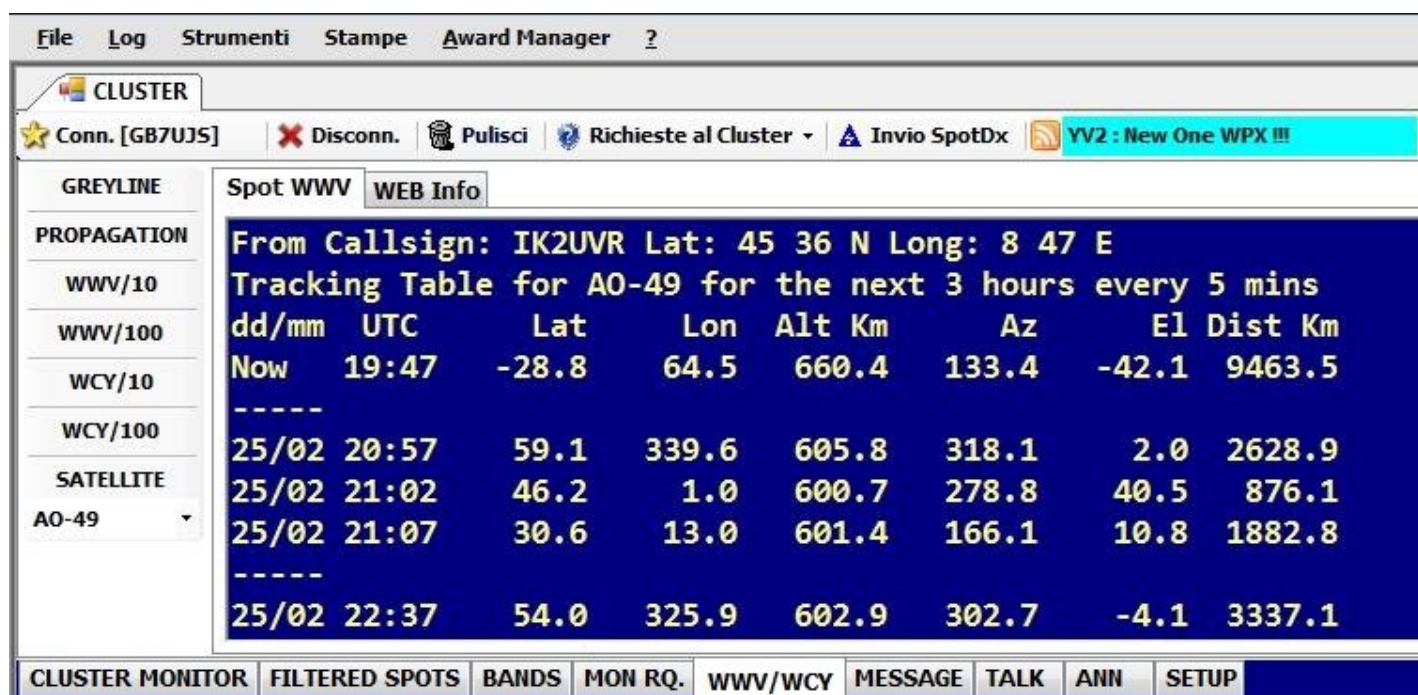 File Log Strumenti Stampe Award Manager ?
CLUSTER
Conn. [GB7UJS] Disconn. Pulisci Richieste al Cluster Invio SpotDx YV2 : New One WPX !!!
GREYLINE
PROPAGATION
WWV/10
WWV/100
WCY/10
WCY/100
SATELLITE
AO-49
Spot WWV WEB Info
From Callsign: IK2UVR Lat: 45 36 N Long: 8 47 E
Tracking Table for AO-49 for the next 3 hours every 5 mins
dd/mm UTC Lat Lon Alt Km Az El Dist Km
Now 19:47 -28.8 64.5 660.4 133.4 -42.1 9463.5
-----
25/02 20:57 59.1 339.6 605.8 318.1 2.0 2628.9
25/02 21:02 46.2 1.0 600.7 278.8 40.5 876.1
25/02 21:07 30.6 13.0 601.4 166.1 10.8 1882.8
-----
25/02 22:37 54.0 325.9 602.9 302.7 -4.1 3337.1
CLUSTER MONITOR FILTERED SPOTS BANDS MON RQ. WWV/WCY MESSAGE TALK ANN SETUP